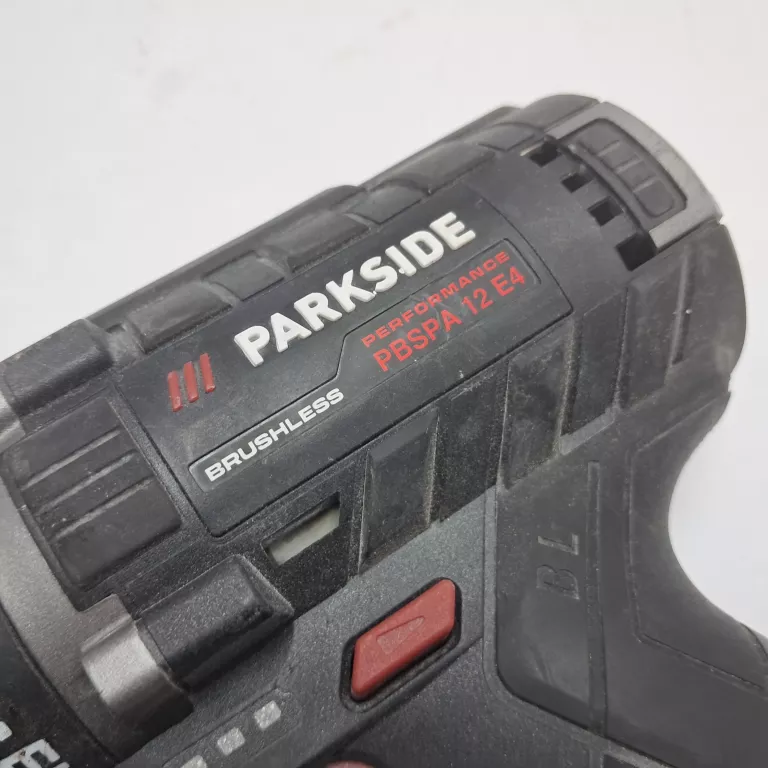 PARKSIDE
PERFORMANCE
PBSPA 12 E4
BRUSHLESS
BL